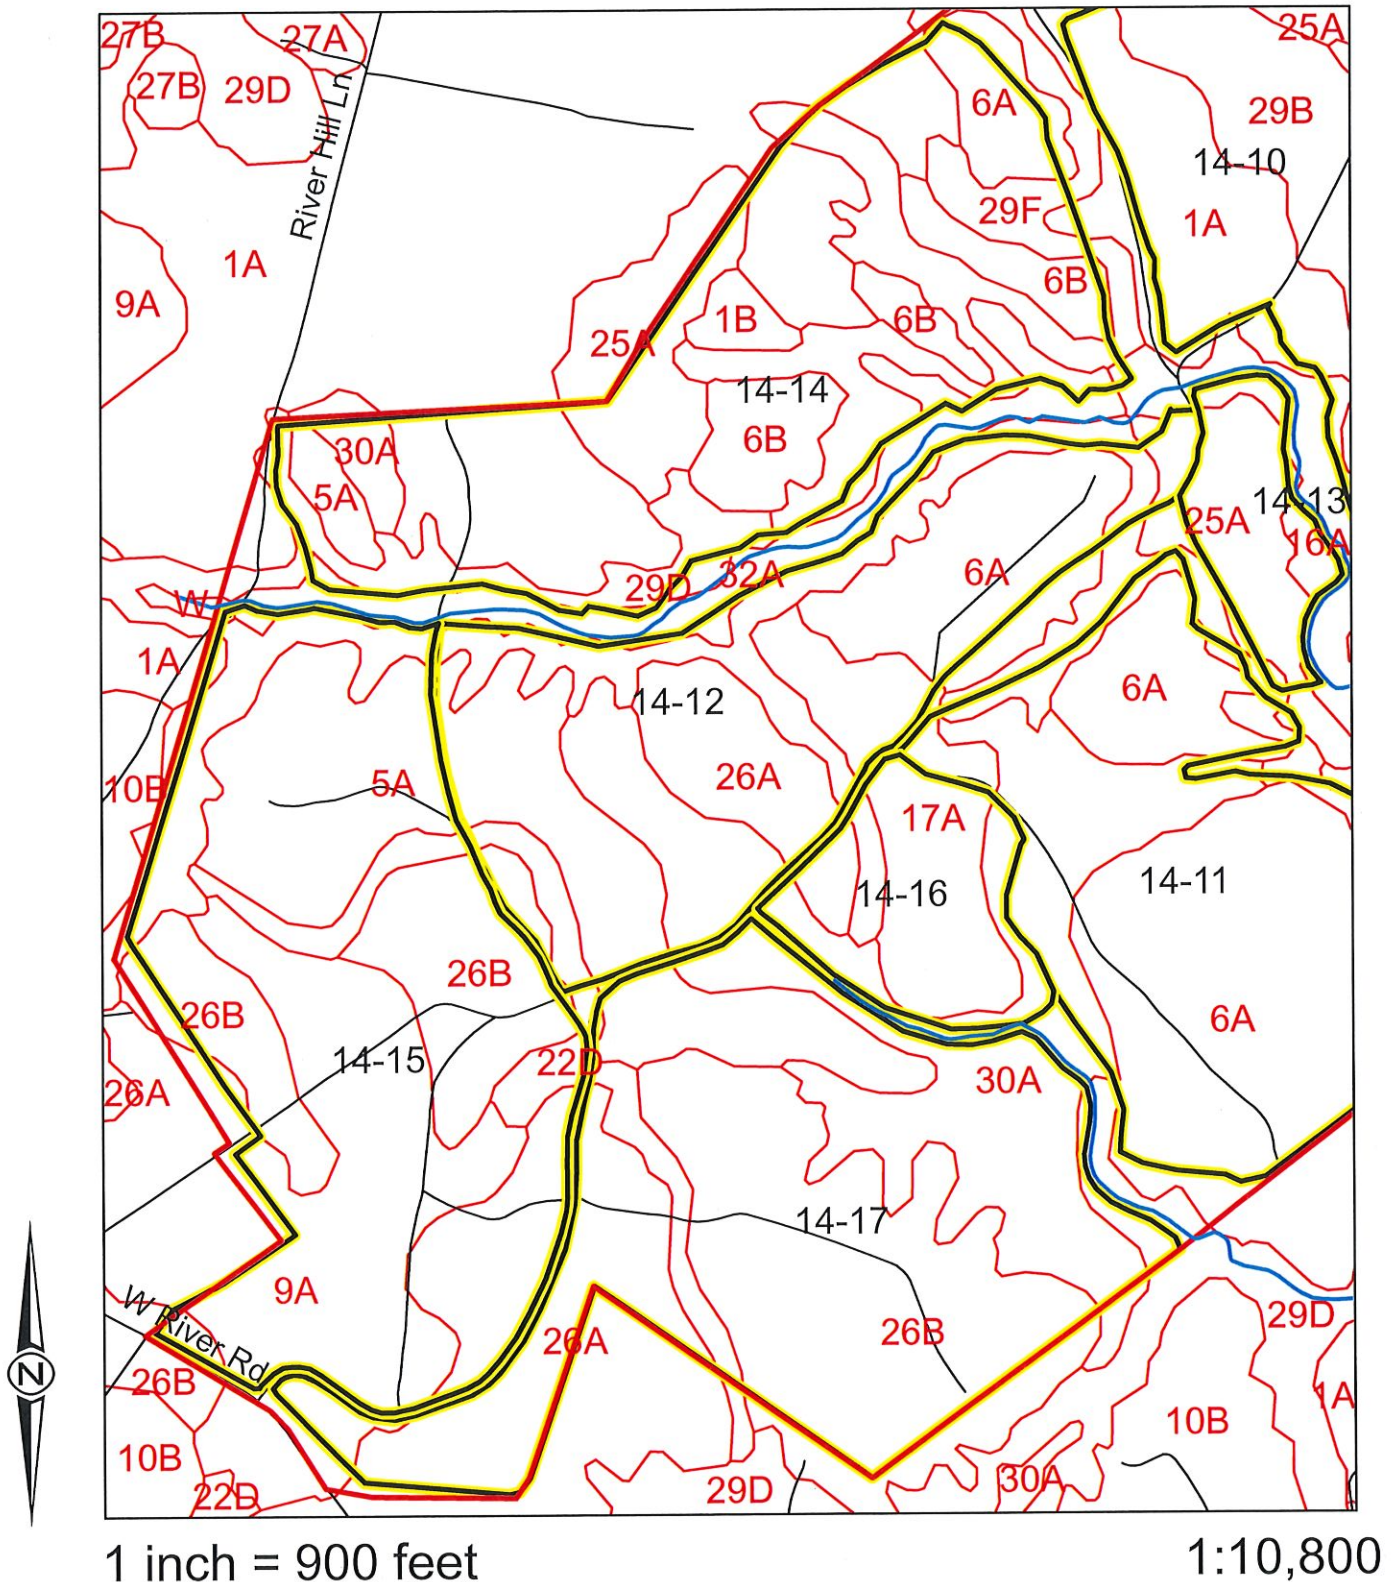 27B
27A
25A
27B
29D
6A
29B
River Hill Ln
14-10
29F
1A
1A
6B
9A
1B
6B
25A
14-14
6B
30A
5A
14-13
25A
16A
6A
32A
29D
W
1A
6A
14-12
26A
5A
10B
17A
14-11
14-16
26B
26B
6A
14-15
22D
30A
26A
14-17
9A
W River Rd
29D
26B
26A
26B
1A
10B
10B
30A
29D
22D
N
1 inch = 900 feet
1:10,800